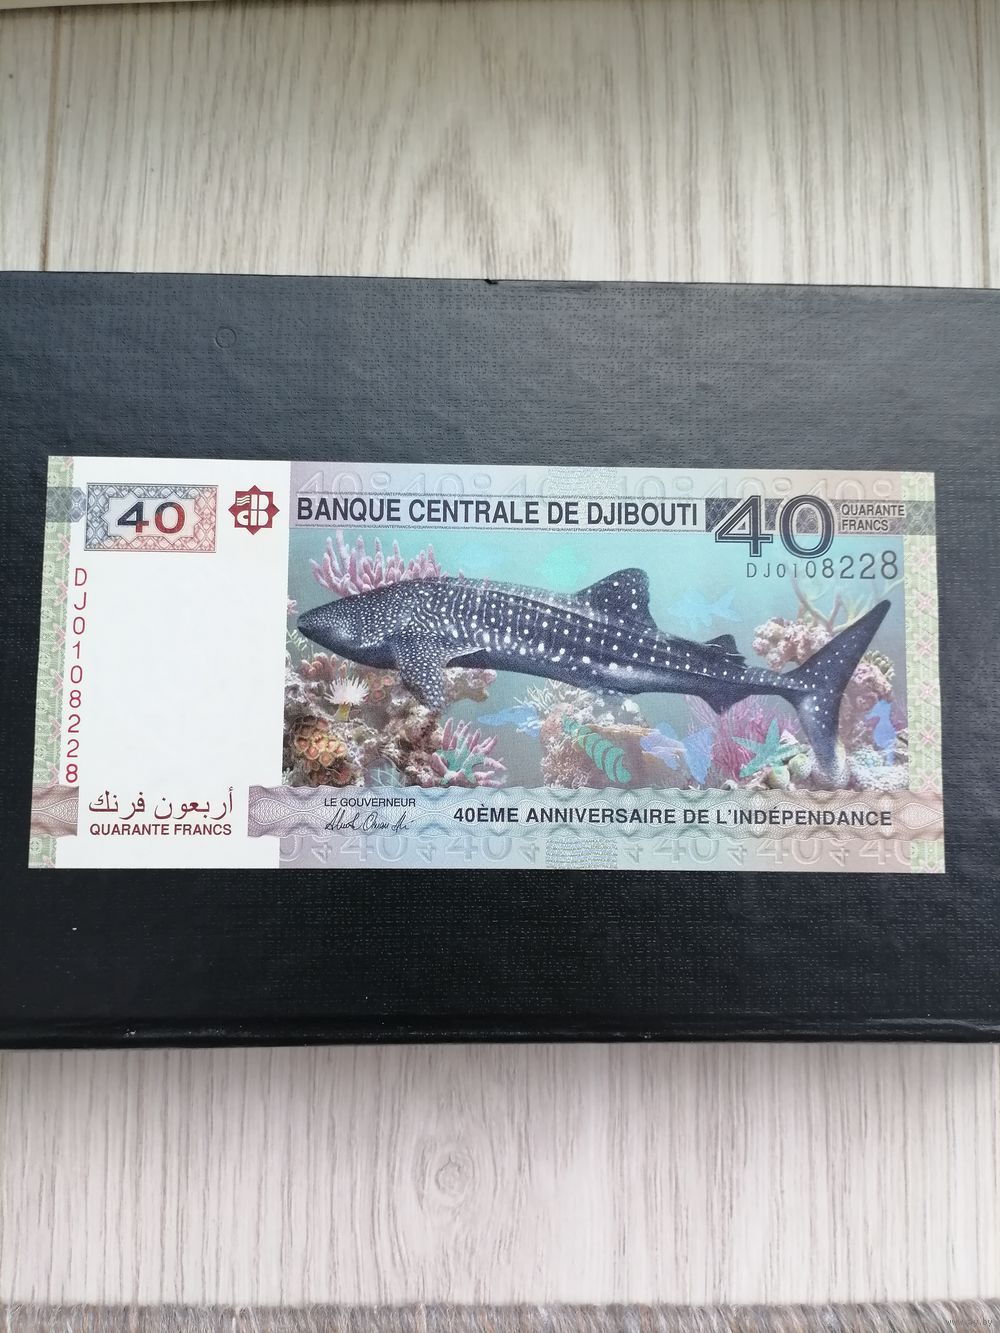 40
BANQUE CENTRALE DE DJIBOUTI
40
QUARANTE
FRANCS
DJ0108228
DJ0108228
أربعون فرنك
QUARANTE FRANCS
LE GOUVERNEUR
40ÈME ANNIVERSAIRE DE L'INDÉPENDANCE